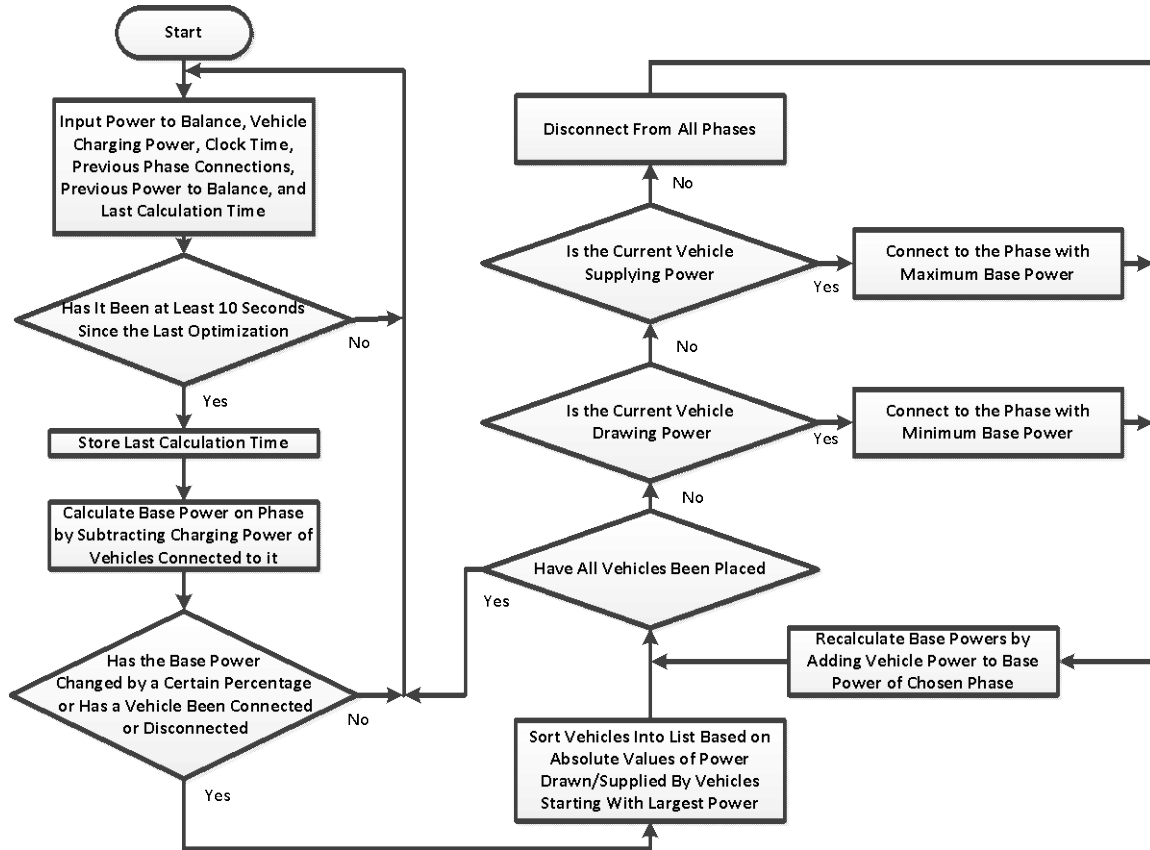 Start
Input Power to Balance, Vehicle
Charging Power, Clock Time,
Previous Phase Connections,
Previous Power to Balance, and
Last Calculation Time
Has It Been at Least 10 Seconds
Since the Last Optimization
No
Yes
Store Last Calculation Time
Calculate Base Power on Phase
by Subtracting Charging Power of
Vehicles Connected to it
Has the Base Power
Changed by a Certain Percentage
or Has a Vehicle Been Connected
or Disconnected
No
Yes
Disconnect From All Phases
No
Is the Current Vehicle
Supplying Power
Yes
Connect to the Phase with
Maximum Base Power
No
Is the Current Vehicle
Drawing Power
Yes
Connect to the Phase with
Minimum Base Power
No
Have All Vehicles Been Placed
Yes
Recalculate Base Powers by
Adding Vehicle Power to Base
Power of Chosen Phase
Sort Vehicles Into List Based on
Absolute Values of Power
Drawn/Supplied By Vehicles
Starting With Largest Power